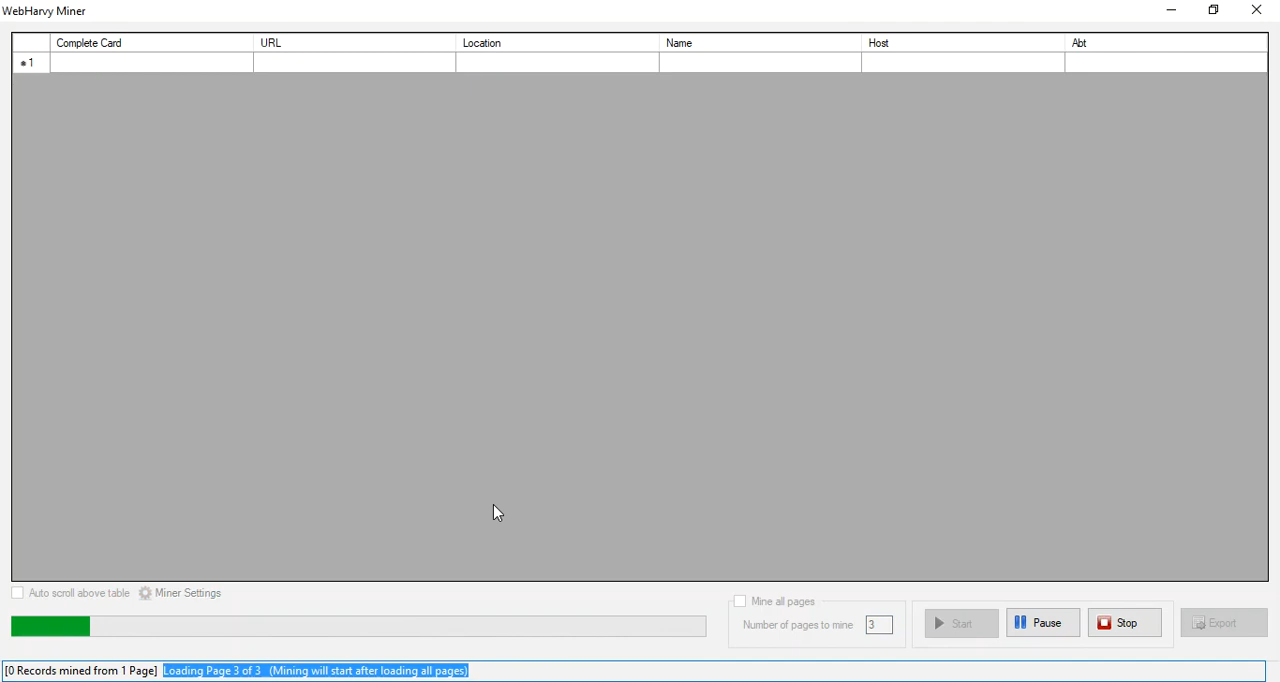 WebHarvy Miner
Complete Card URL Location Name Host Abt
* 1
Auto scroll above table Miner Settings
Mine all pages
Number of pages to mine 3
Start Pause Stop Export
[0 Records mined from 1 Page] Loading Page 3 of 3 (Mining will start after loading all pages)